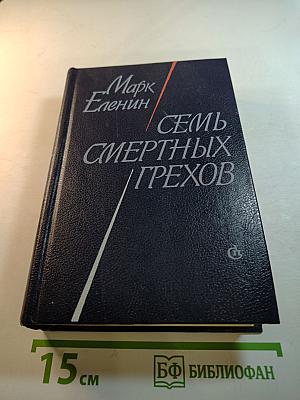 Марк
Еленин
СЕМЬ
СМЕРТНЫХ
ГРЕХОВ
15 см
БФ БИБЛИОФАН